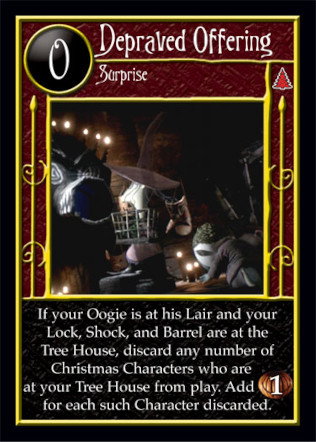 0
Depraved Offering
Surprise
If your Oogie is at his Lair and your
Lock, Shock, and Barrel are at the
Tree House, discard any number of
Christmas Characters who are
at your Tree House from play. Add 1
for each such Character discarded.